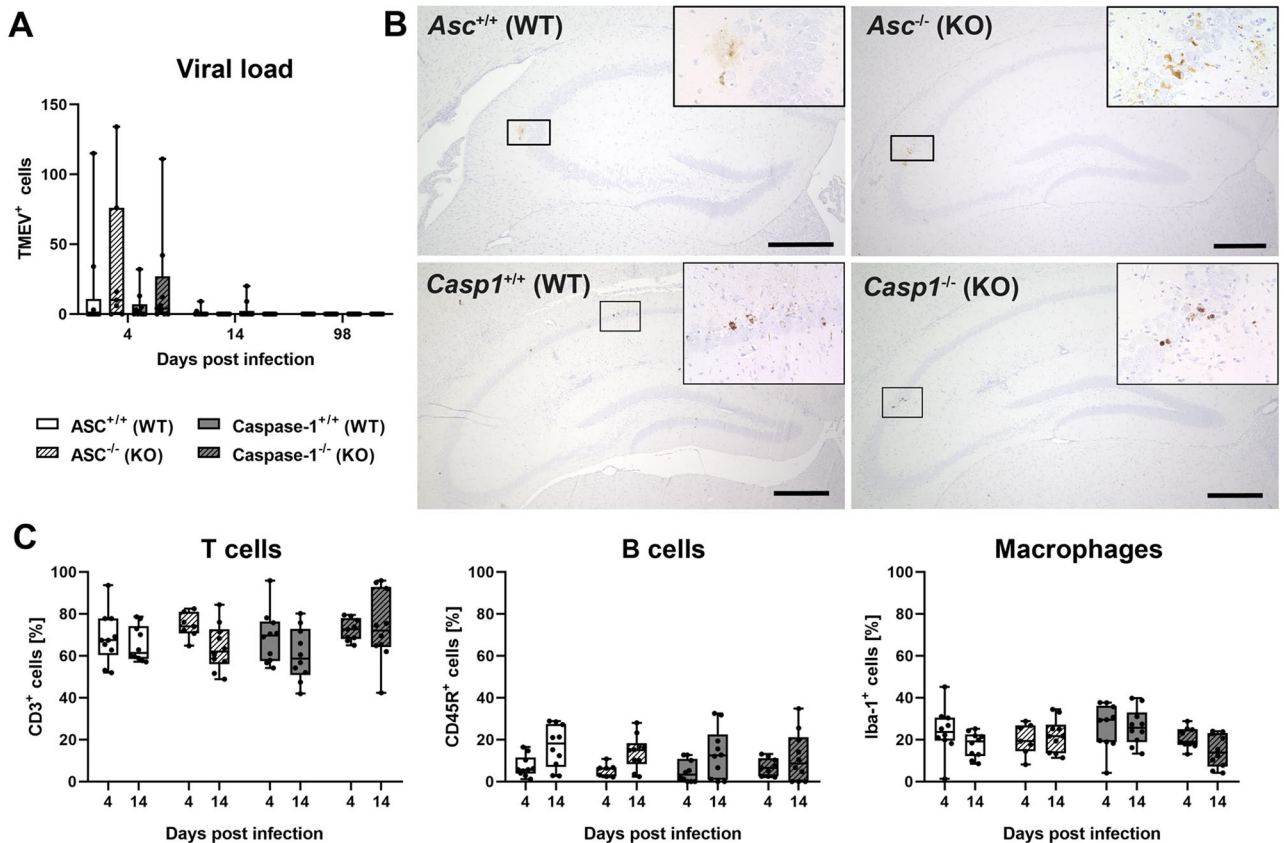 A
Viral load
150
100
50
0
TMEV+ cells
4 14 98
Days post infection
ASC+/+ (WT)
ASC-/- (KO)
Caspase-1+/+ (WT)
Caspase-1-/- (KO)
B
Asc+/+ (WT)
Asc-/- (KO)
Casp1+/+ (WT)
Casp1-/- (KO)
C
T cells
100
80
60
40
20
0
CD3+ cells [%]
4 14 4 14 4 14 4 14
Days post infection
B cells
100
80
60
40
20
0
CD45R+ cells [%]
4 14 4 14 4 14 4 14
Days post infection
Macrophages
100
80
60
40
20
0
Iba-1+ cells [%]
4 14 4 14 4 14 4 14
Days post infection